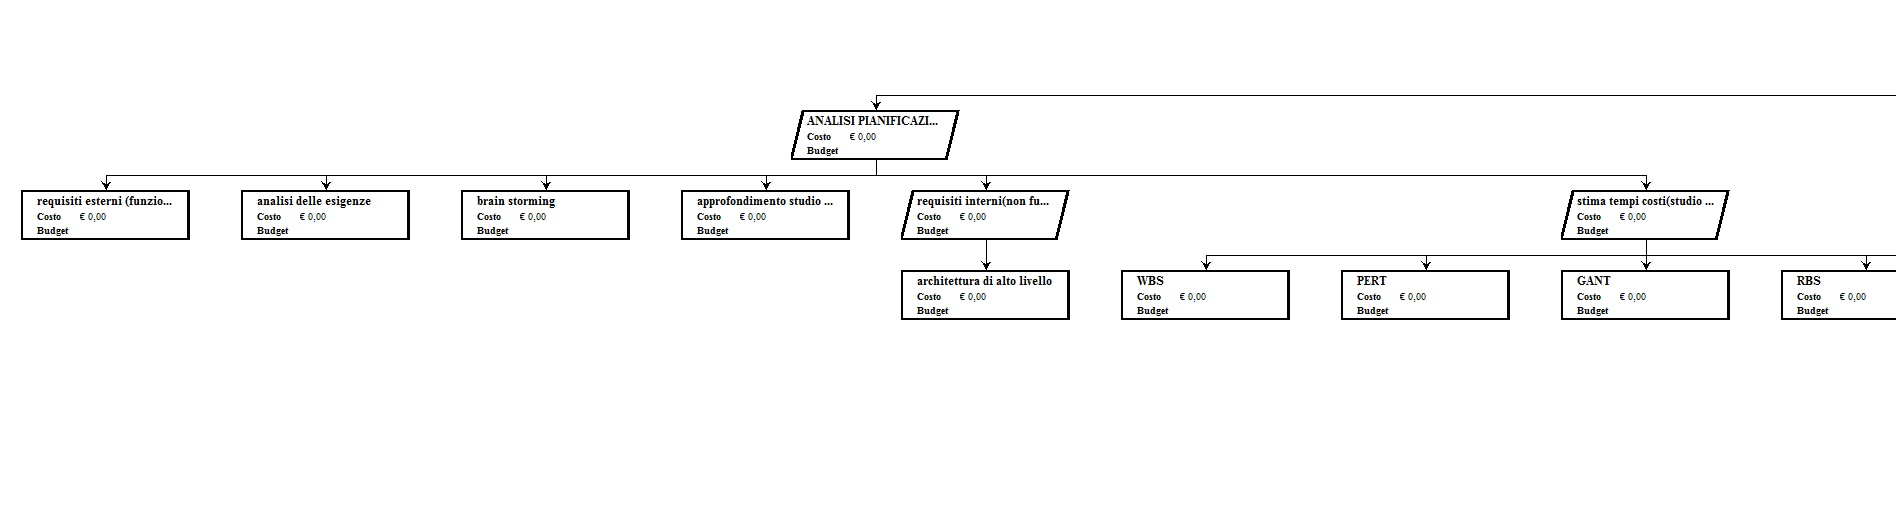 ANALISI PIANIFICAZI...
Costo € 0,00
Budget
requisiti esterni (funzio...
Costo € 0,00
Budget
analisi delle esigenze
Costo € 0,00
Budget
brain storming
Costo € 0,00
Budget
approfondimento studio ...
Costo € 0,00
Budget
requisiti interni(non fu...
Costo € 0,00
Budget
stima tempi costi(studio ...
Costo € 0,00
Budget
architettura di alto livello
Costo € 0,00
Budget
WBS
Costo € 0,00
Budget
PERT
Costo € 0,00
Budget
GANT
Costo € 0,00
Budget
RBS
Costo € 0,00
Budget